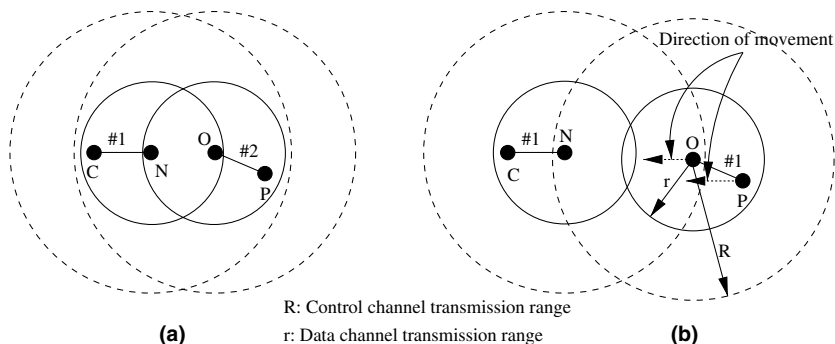 Direction of movement
#1
C
N
O
#2
P
#1
N
C
O
#1
r
P
R
R: Control channel transmission range
r: Data channel transmission range
(a)
(b)